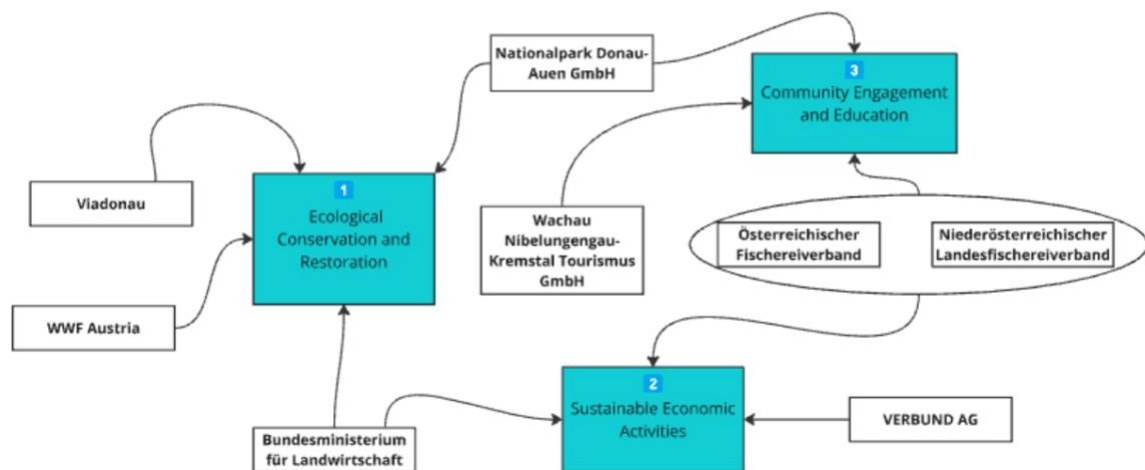 Nationalpark Donau-
Auen GmbH
3
Community Engagement
and Education
Viadonau
1
Ecological
Conservation and
Restoration
Wachau
Nibelungengau-
Kremstal Tourismus
GmbH
Österreichischer
Fischereiverband
Niederösterreichischer
Landesfischereiverband
WWF Austria
2
Sustainable Economic
Activities
VERBUND AG
Bundesministerium
für Landwirtschaft